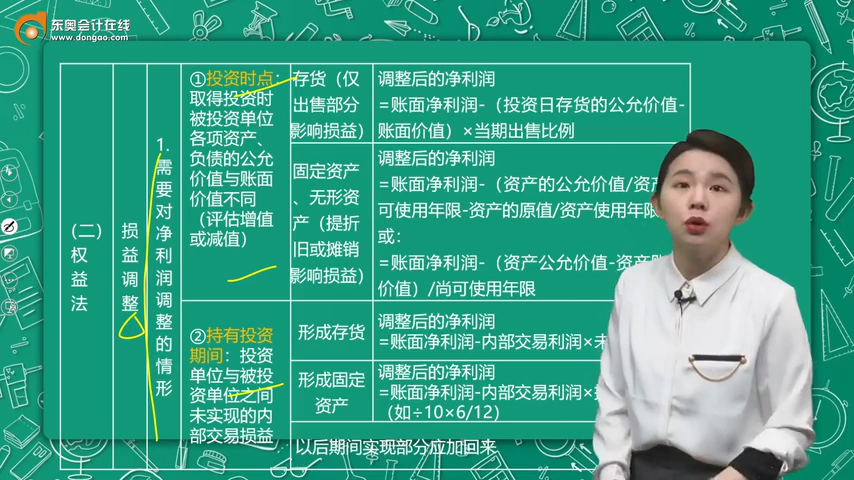 东奥会计在线
www.dongao.com
(二)
权
益
法
损
益
调
整
1.
需
要
对
净
利
润
调
整
的
情
形
①投资时点：
取得投资时
被投资单位
各项资产、
负债的公允
价值与账面
价值不同
（评估增值
或减值）
存货（仅
出售部分
影响损益）
调整后的净利润
=账面净利润-（投资日存货的公允价值-
账面价值）×当期出售比例
固定资产
、无形资
产（提折
旧或摊销
影响损益）
调整后的净利润
=账面净利润-（资产的公允价值/资产
可使用年限-资产的原值/资产使用年限
或：
=账面净利润-（资产公允价值-资产
价值）/尚可使用年限
②持有投资
期间：投资
单位与被投
资单位之间
未实现的内
部交易损益
形成存货
调整后的净利润
=账面净利润-内部交易利润×
形成固定
资产
调整后的净利润
=账面净利润-内部交易利润×
（如÷10×6/12）
以后期间实现部分应加回来